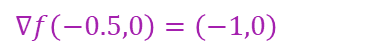 ∇f(−0.5,0) = (−1,0)